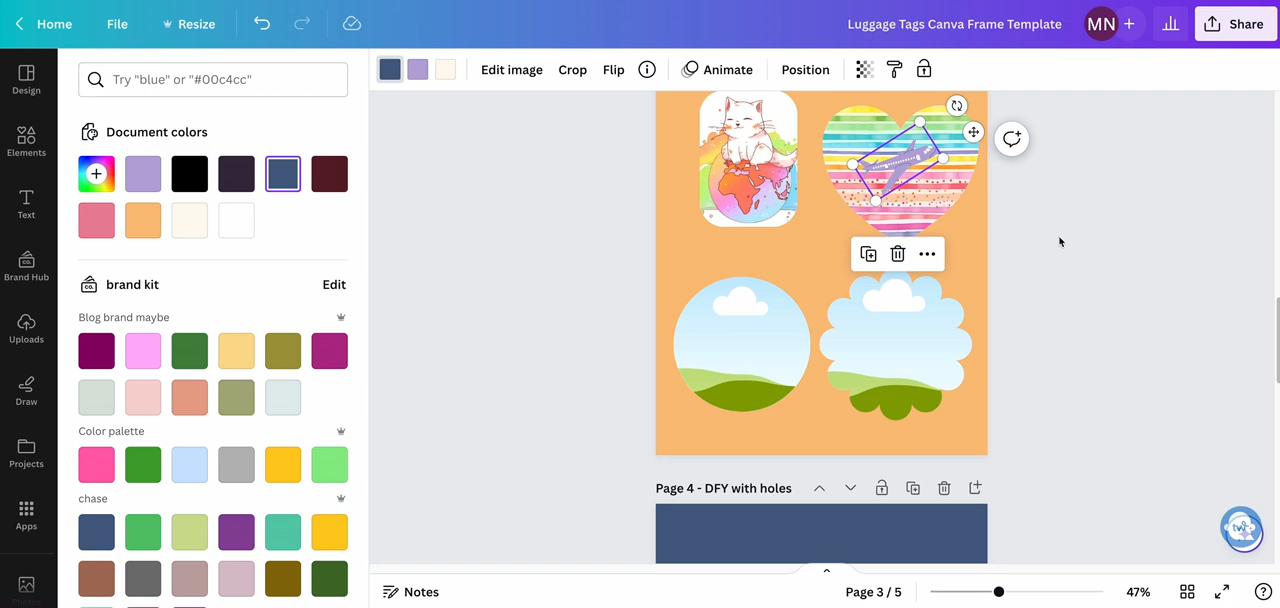 Home File Resize Luggage Tags Canva Frame Template MN + Share
Try "blue" or "#00c4cc"
Edit image Crop Flip Animate Position
Design
Elements
Text
Brand Hub
Uploads
Draw
Projects
Apps
Photos
Document colors
brand kit Edit
Blog brand maybe
Color palette
chase
Page 4 - DFY with holes
Notes Page 3 / 5 47%